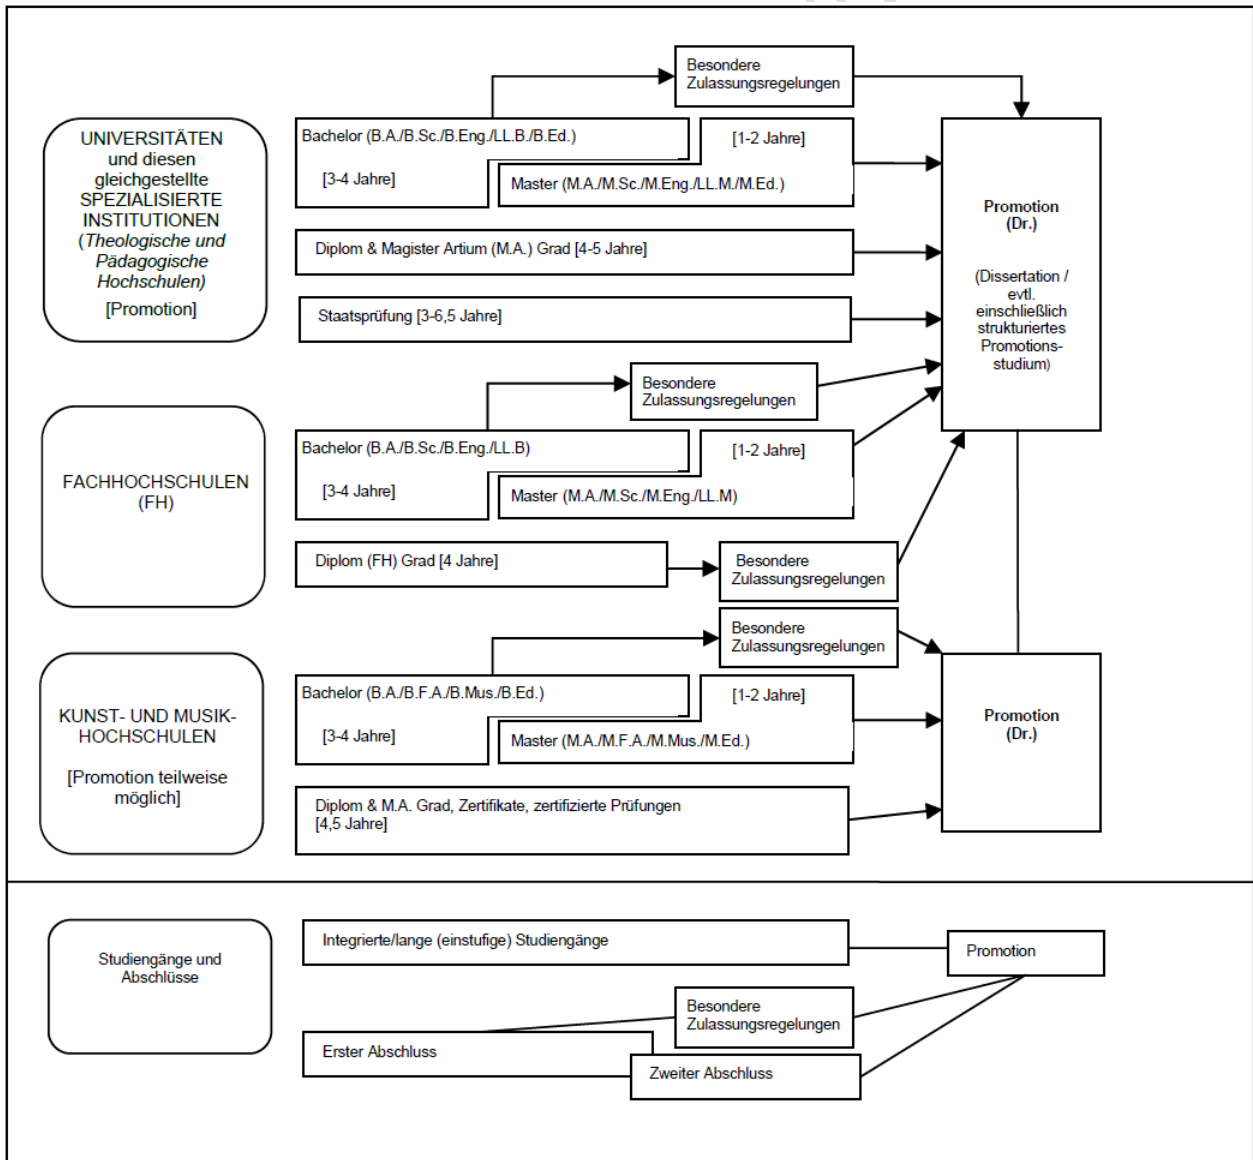 Besondere
Zulassungsregelungen
UNIVERSITÄTEN
und diesen
gleichgestellte
SPEZIALISIERTE
INSTITUTIONEN
(Theologische und
Pädagogische
Hochschulen)
[Promotion]
Bachelor (B.A./B.Sc./B.Eng./LL.B./B.Ed.)
[3-4 Jahre]
[1-2 Jahre]
Master (M.A./M.Sc./M.Eng./LL.M./M.Ed.)
Diplom & Magister Artium (M.A.) Grad [4-5 Jahre]
Staatsprüfung [3-6,5 Jahre]
Promotion
(Dr.)
(Dissertation /
evtl.
einschließlich
strukturiertes
Promotions-
studium)
Besondere
Zulassungsregelungen
FACHHOCHSCHULEN
(FH)
Bachelor (B.A./B.Sc./B.Eng./LL.B)
[3-4 Jahre]
[1-2 Jahre]
Master (M.A./M.Sc./M.Eng./LL.M)
Diplom (FH) Grad [4 Jahre]
Besondere
Zulassungsregelungen
Besondere
Zulassungsregelungen
KUNST- UND MUSIK-
HOCHSCHULEN
[Promotion teilweise
möglich]
Bachelor (B.A./B.F.A./B.Mus./B.Ed.)
[3-4 Jahre]
[1-2 Jahre]
Master (M.A./M.F.A./M.Mus./M.Ed.)
Diplom & M.A. Grad, Zertifikate, zertifizierte Prüfungen
[4,5 Jahre]
Promotion
(Dr.)
Studiengänge und
Abschlüsse
Integrierte/lange (einstufige) Studiengänge
Promotion
Besondere
Zulassungsregelungen
Erster Abschluss
Zweiter Abschluss